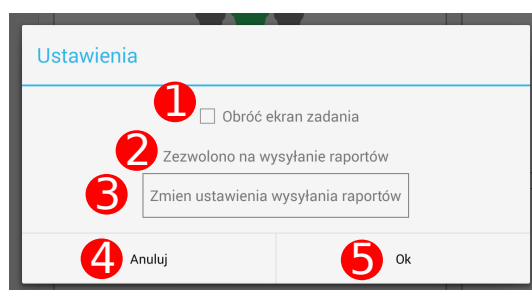 Ustawienia
1 Obróć ekran zadania
2 Zezwolono na wysyłanie raportów
3 Zmien ustawienia wysyłania raportów
4 Anuluj 5 Ok